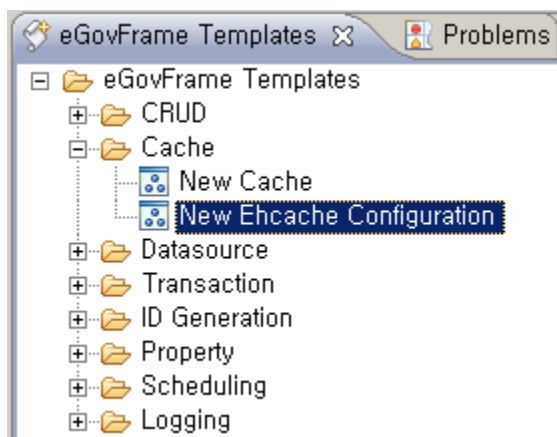 eGovFrame Templates Problems
eGovFrame Templates
CRUD
Cache
New Cache
New Ehcache Configuration
Datasource
Transaction
ID Generation
Property
Scheduling
Logging